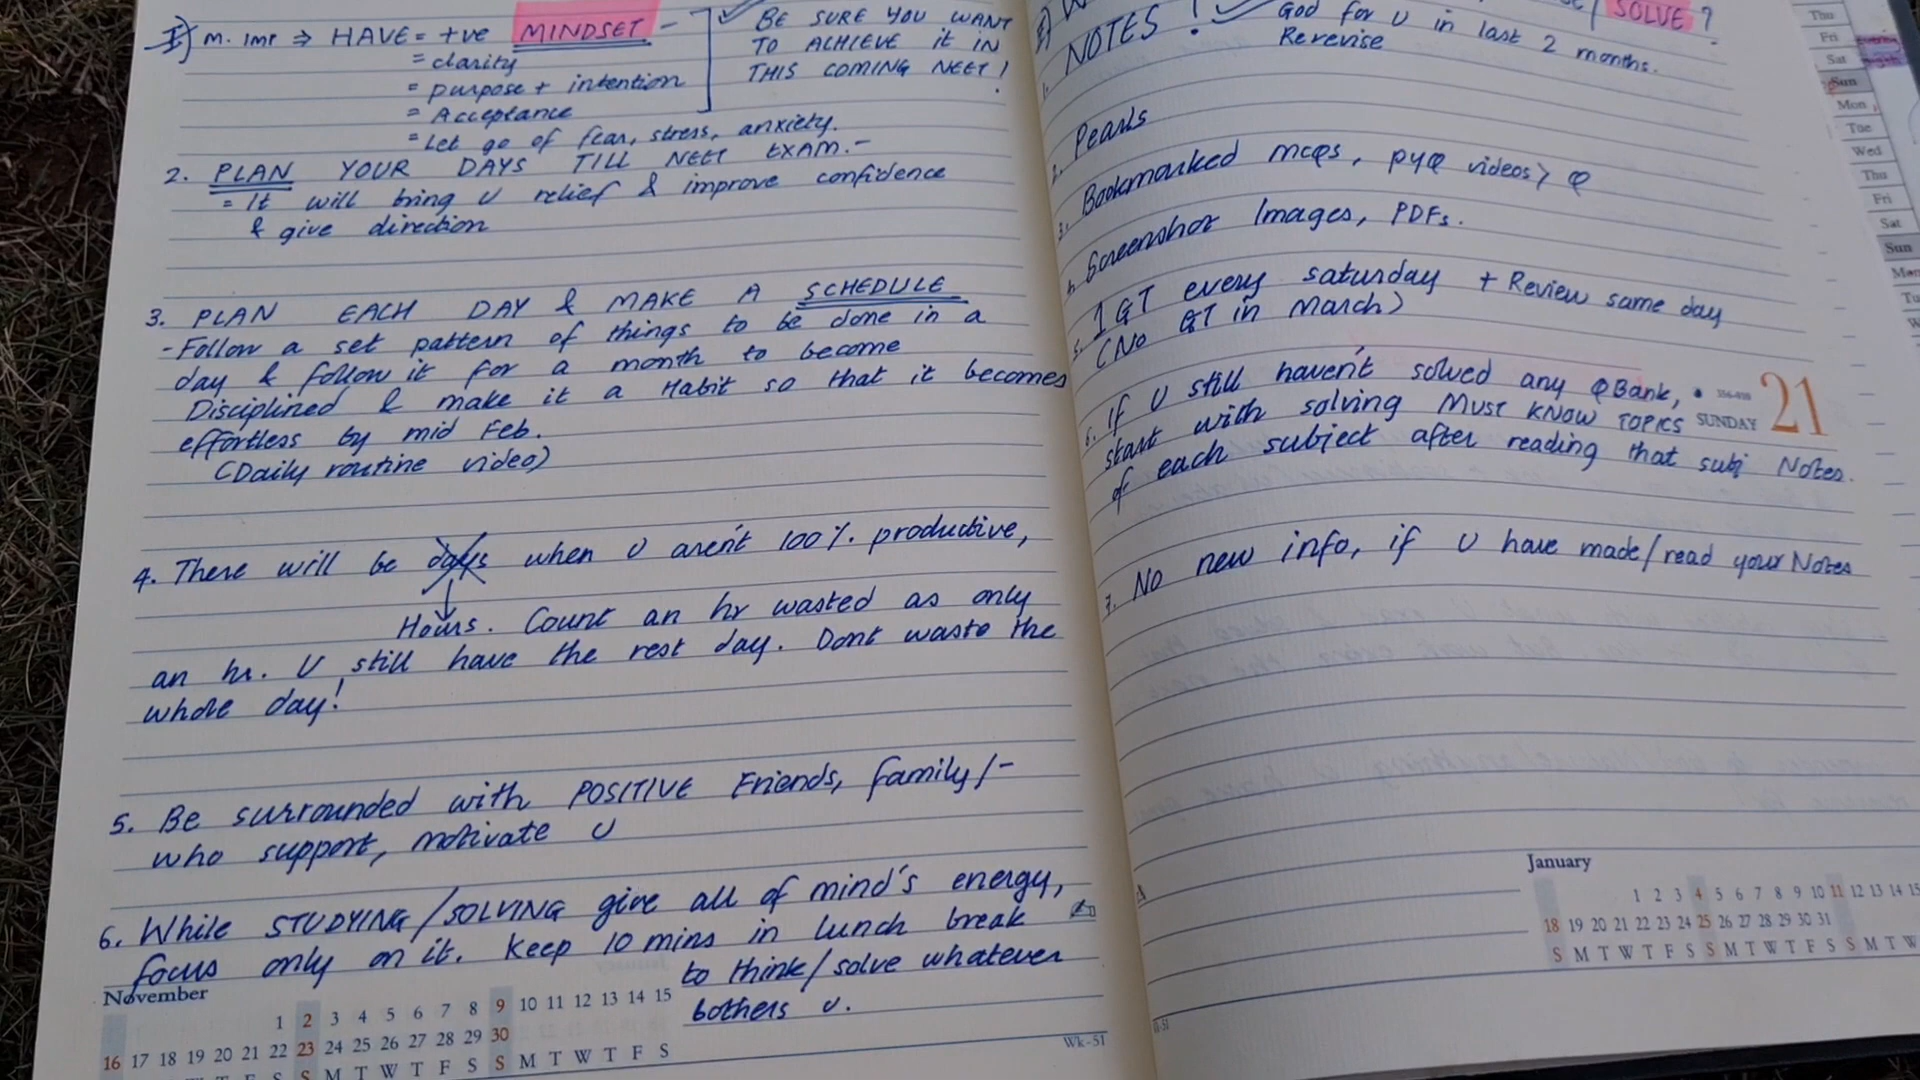 I) M. Imp ⇒ HAVE = +ve MINDSET -
= clarity
= purpose + intention
= Acceptance
= Let go of fear, stress, anxiety.
BE SURE YOU WANT
TO ACHIEVE it IN
THIS COMING NEET!
2. PLAN YOUR DAYS TILL NEET EXAM. -
= It will bring U relief & improve confidence
& give direction
3. PLAN EACH DAY & MAKE A SCHEDULE
- Follow a set pattern of things to be done in a
day & follow it for a month to become
Disciplined & make it a Habit so that it becomes
effortless by mid Feb.
(Daily routine video)
4. There will be days when U aren't 100%. productive,
Hours. Count an hr wasted as only
an hr. U still have the rest day. Dont waste the
whole day!
5. Be surrounded with POSITIVE Friends, family/-
who support, motivate U
6. While STUDYING/SOLVING give all of mind's energy,
focus only on it. Keep 10 mins in lunch break
to think/solve whatever
bothers U.
November
1 2 3 4 5 6 7 8 9 10 11 12 13 14 15
16 17 18 19 20 21 22 23 24 25 26 27 28 29 30
S M T W T F S S M T W T F S
Wk-51
SOLVE?
1. NOTES! God for U in last 2 months.
Rerevise
2. Pearls
3. Bookmarked mcqs, pyq videos> Q
4. Screenshot Images, PDFs.
5. 1 GT every saturday + Review same day
(No GT in March)
6. If U still haven't solved any QBank,
start with solving MUST KNOW TOPICS
of each subject after reading that subj Notes.
SUNDAY 21
7. No new info, if U have made/read your Notes
January
1 2 3 4 5 6 7 8 9 10 11 12 13 14 15
18 19 20 21 22 23 24 25 26 27 28 29 30 31
S M T W T F S S M T W T F S S M T W
Thu
Fri
Sat
Sun
Mon
Tue
Wed
Thu
Fri
Sat
Sun
Mon